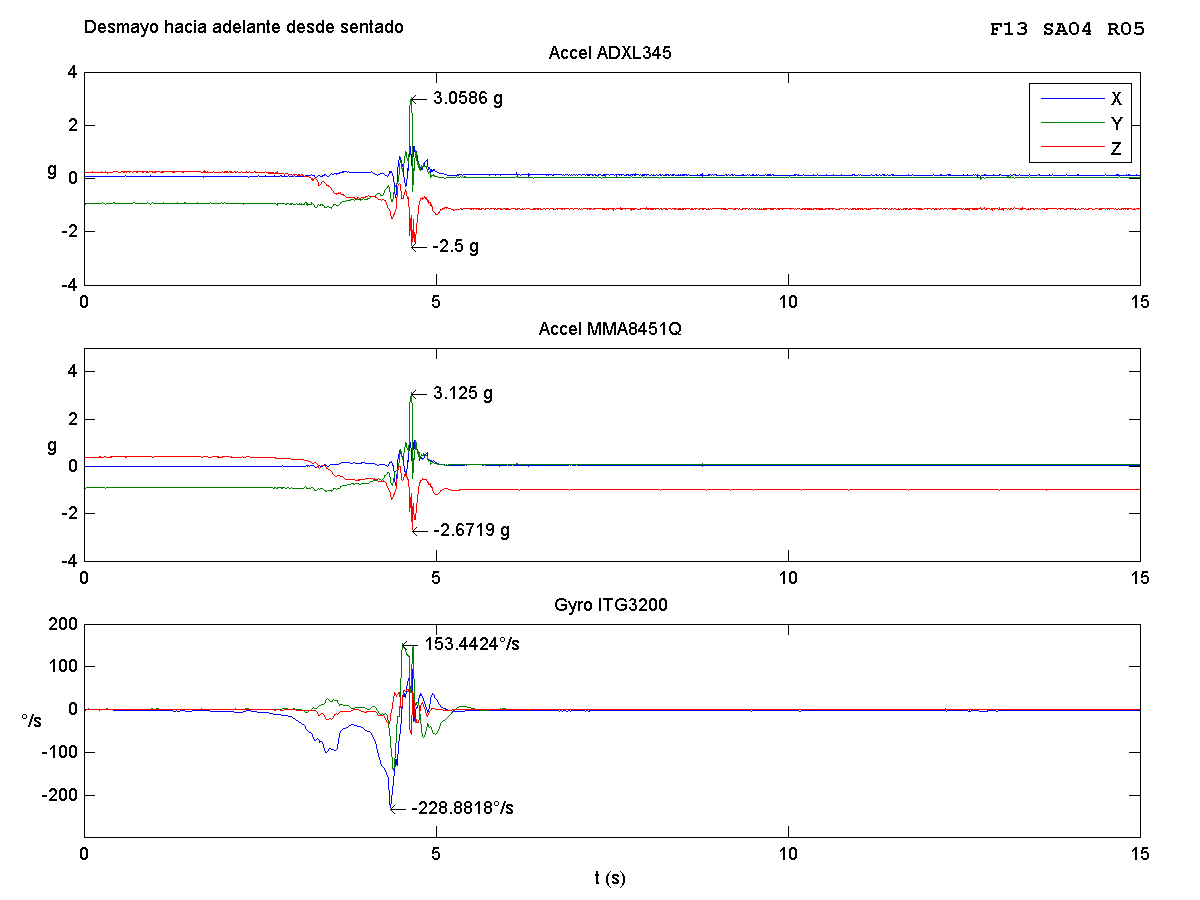 Desmayo hacia adelante desde sentado
F13 SA04 R05
Accel ADXL345
4
2
0
-2
-4
g
3.0586 g
-2.5 g
X
Y
Z
0
5
10
15
Accel MMA8451Q
4
2
0
-2
-4
g
3.125 g
-2.6719 g
0
5
10
15
Gyro ITG3200
200
100
0
-100
-200
°/s
153.4424°/s
-228.8818°/s
0
5
10
15
t (s)